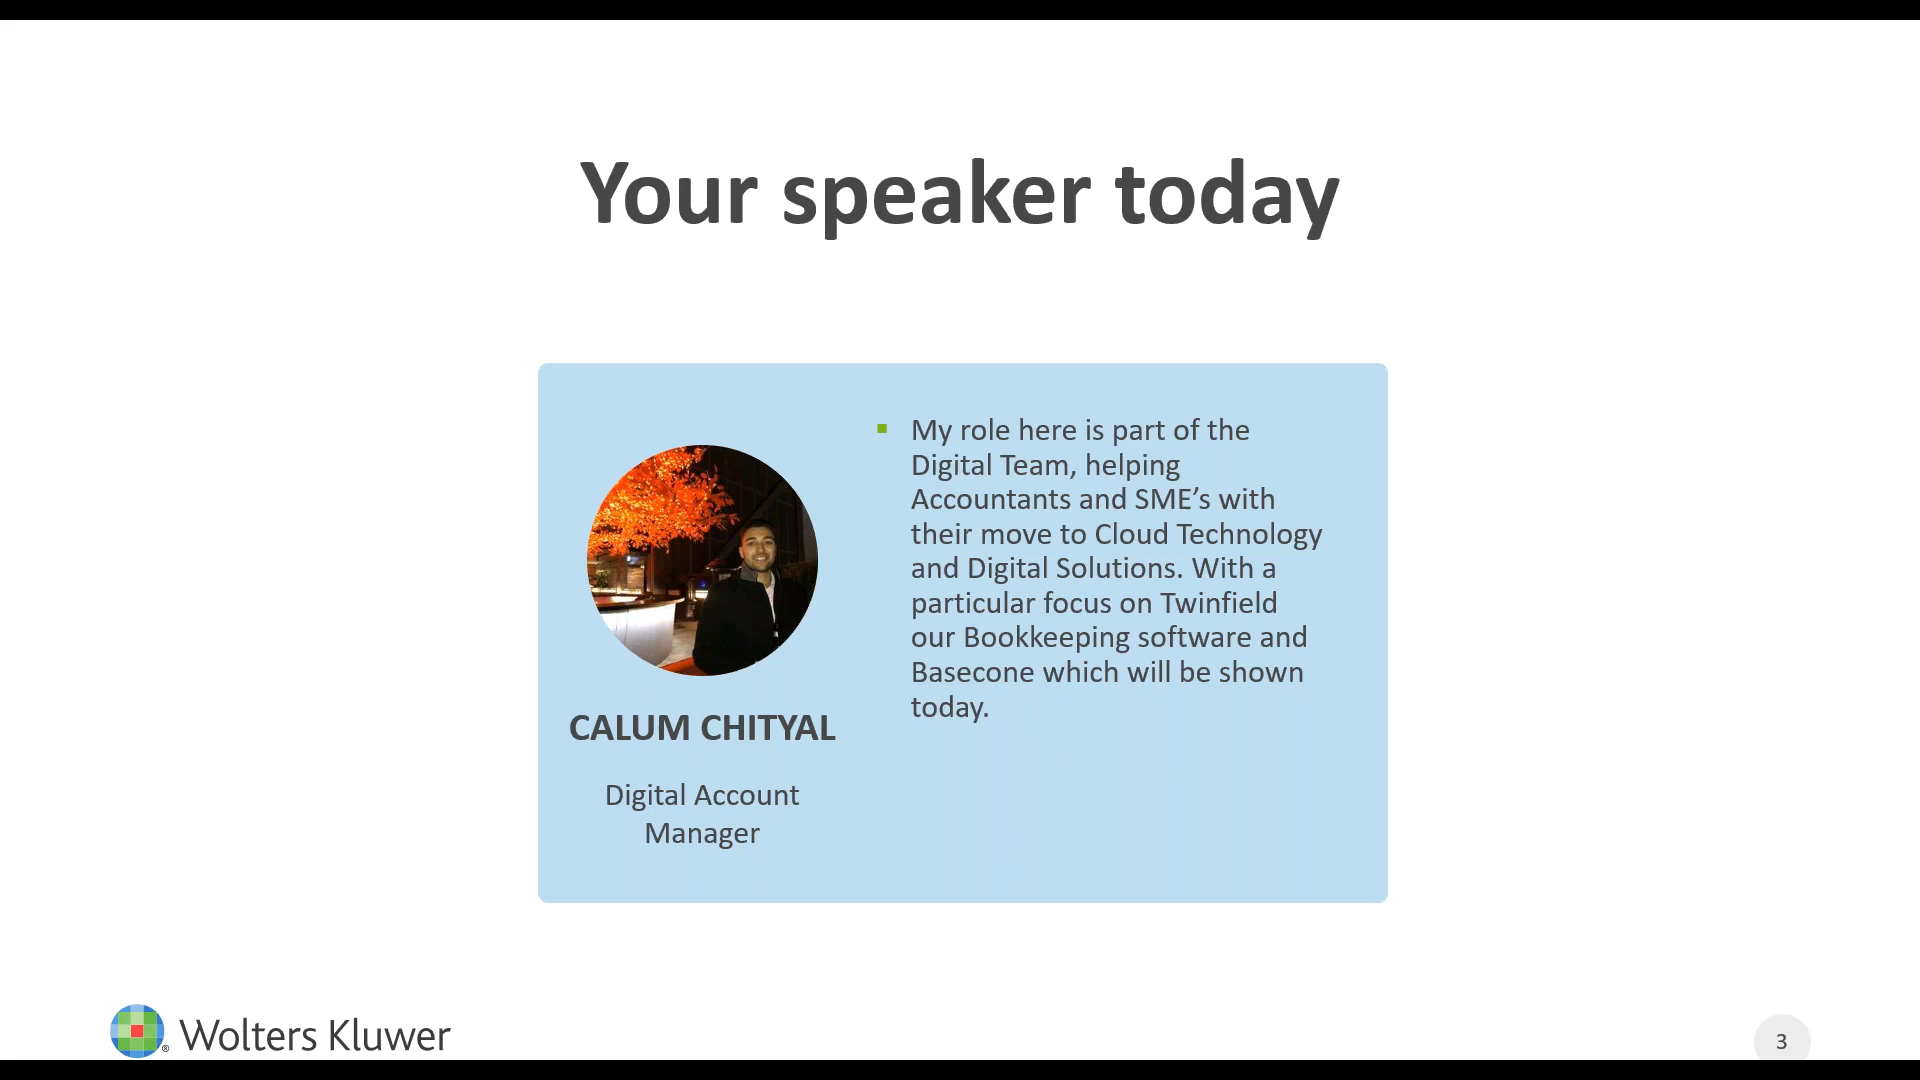 Your speaker today
CALUM CHITYAL
Digital Account
Manager
▪ My role here is part of the
Digital Team, helping
Accountants and SME’s with
their move to Cloud Technology
and Digital Solutions. With a
particular focus on Twinfield
our Bookkeeping software and
Basecone which will be shown
today.
® Wolters Kluwer
3